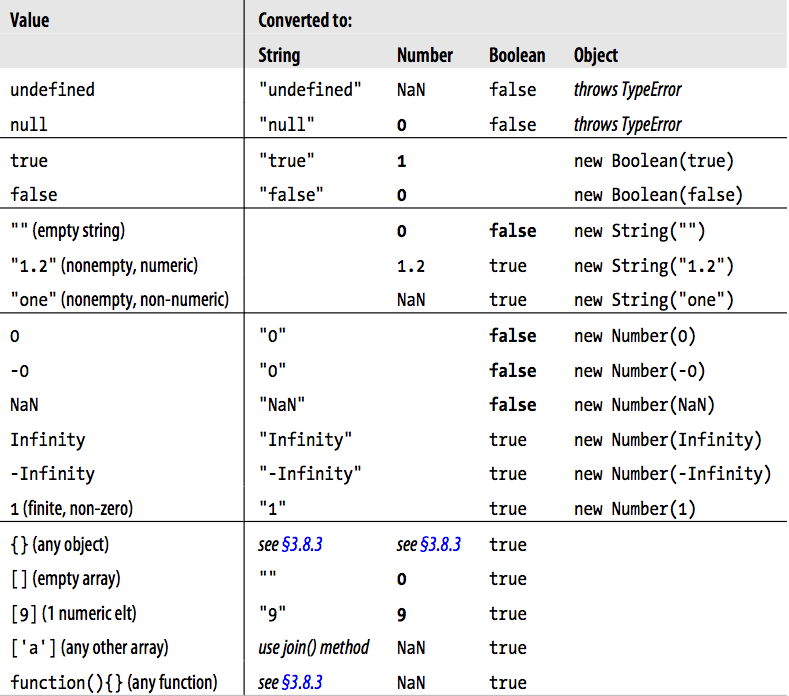 Value Converted to:
String Number Boolean Object
undefined "undefined" NaN false throws TypeError
null "null" 0 false throws TypeError
true "true" 1 new Boolean(true)
false "false" 0 new Boolean(false)
"" (empty string) 0 false new String("")
"1.2" (nonempty, numeric) 1.2 true new String("1.2")
"one" (nonempty, non-numeric) NaN true new String("one")
0 "0" false new Number(0)
-0 "0" false new Number(-0)
NaN "NaN" false new Number(NaN)
Infinity "Infinity" true new Number(Infinity)
-Infinity "-Infinity" true new Number(-Infinity)
1 (finite, non-zero) "1" true new Number(1)
{} (any object) see §3.8.3 see §3.8.3 true
[] (empty array) "" 0 true
[9] (1 numeric elt) "9" 9 true
['a'] (any other array) use join() method NaN true
function(){} (any function) see §3.8.3 NaN true